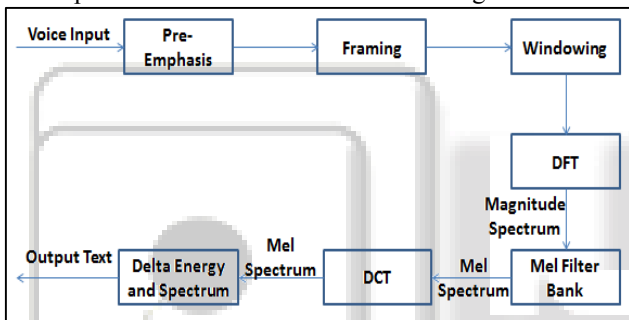 Voice Input
Pre-
Emphasis
Framing
Windowing
DFT
Magnitude
Spectrum
Output Text
Delta Energy
and Spectrum
Mel
Spectrum
DCT
Mel
Spectrum
Mel Filter
Bank